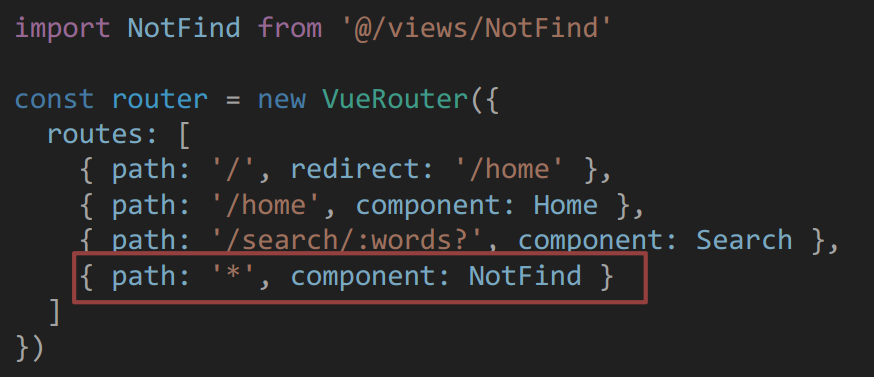 import NotFind from '@/views/NotFind'
const router = new VueRouter({
routes: [
{ path: '/', redirect: '/home' },
{ path: '/home', component: Home },
{ path: '/search/:words?', component: Search },
{ path: '*', component: NotFind }
]
})